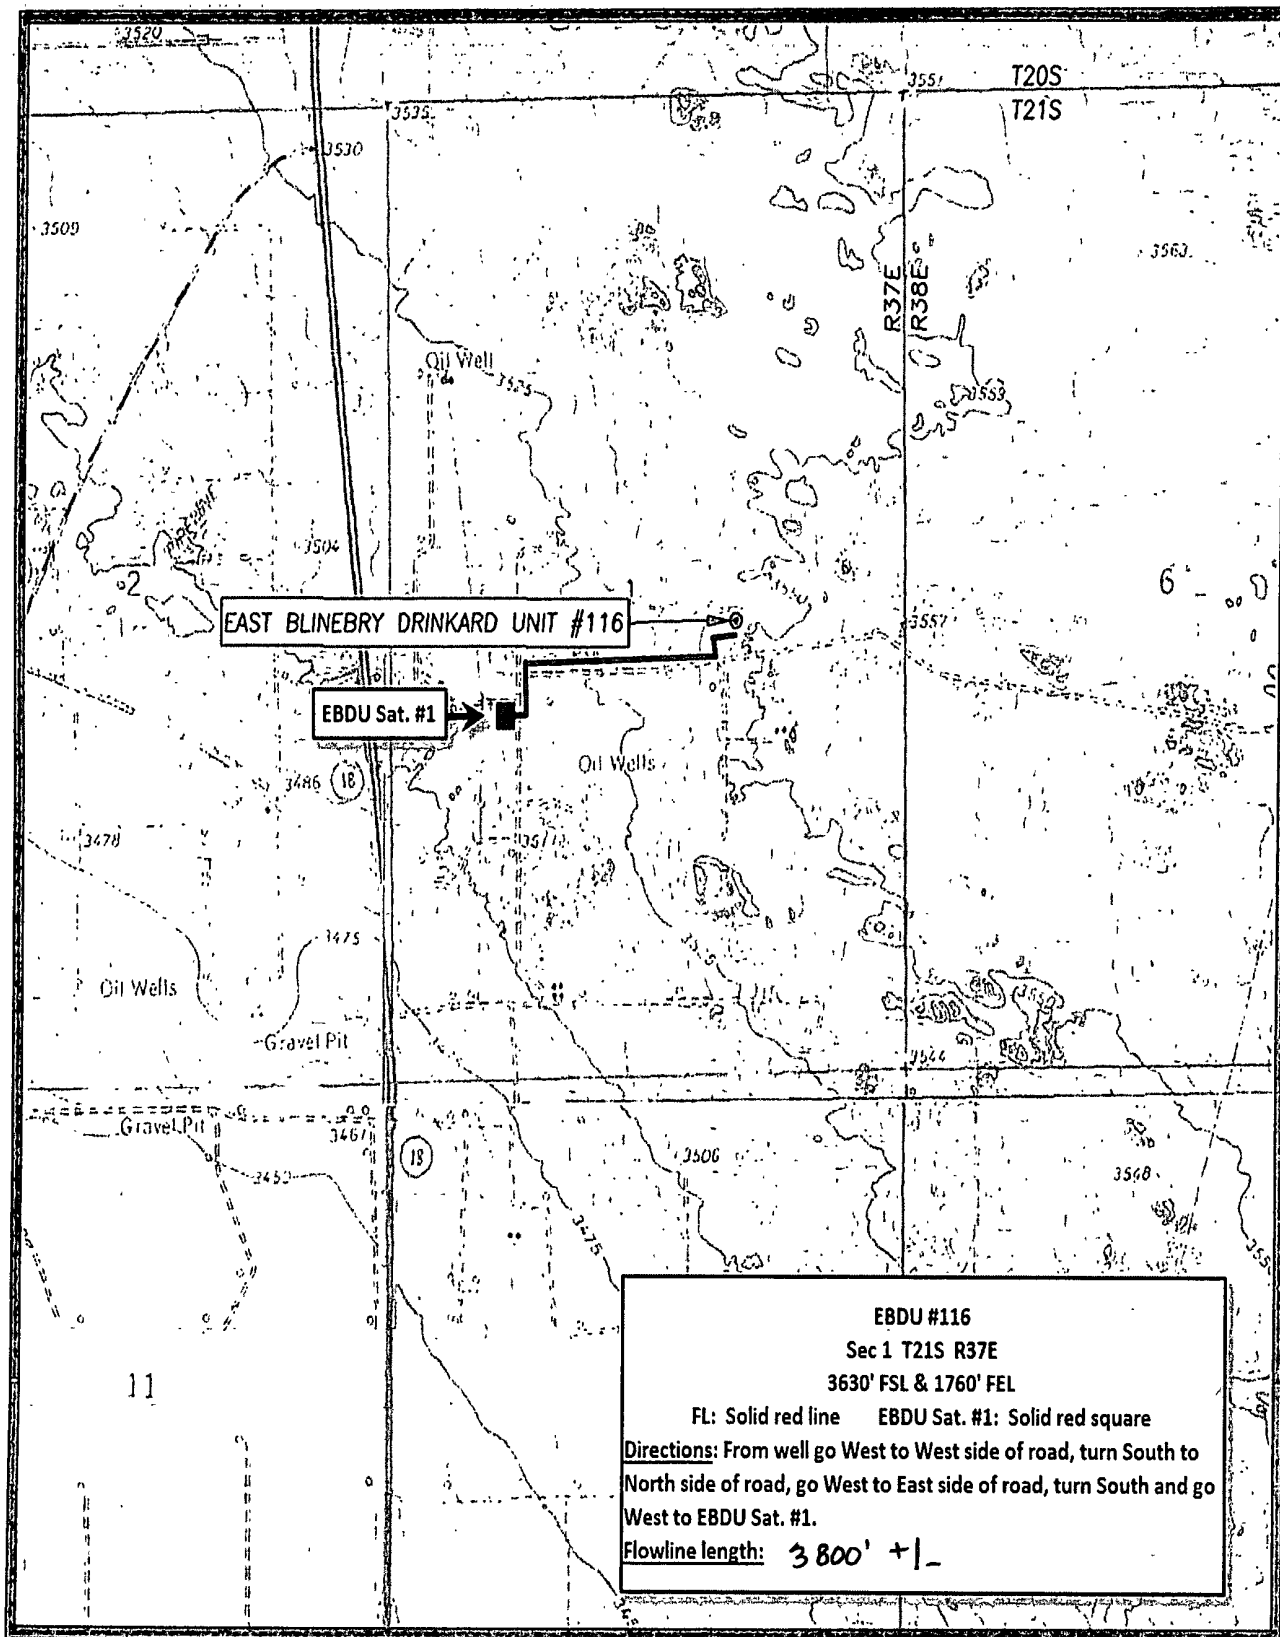 3520
3551
T20S
3535
T21S
3530
3509
3563
R37E
R38E
Oil Well
3525
3553
3504
2
6
EAST BLINEBRY DRINKARD UNIT #116
3557
EBDU Sat. #1
Oil Wells
3486
18
3478
3475
Oil Wells
Gravel Pit
3544
Gravel Pit
3467
18
3506
3568
3475
11
EBDU #116
Sec 1 T21S R37E
3630' FSL & 1760' FEL
FL: Solid red line EBDU Sat. #1: Solid red square
Directions: From well go West to West side of road, turn South to
North side of road, go West to East side of road, turn South and go
West to EBDU Sat. #1.
Flowline length: 3800' +/-